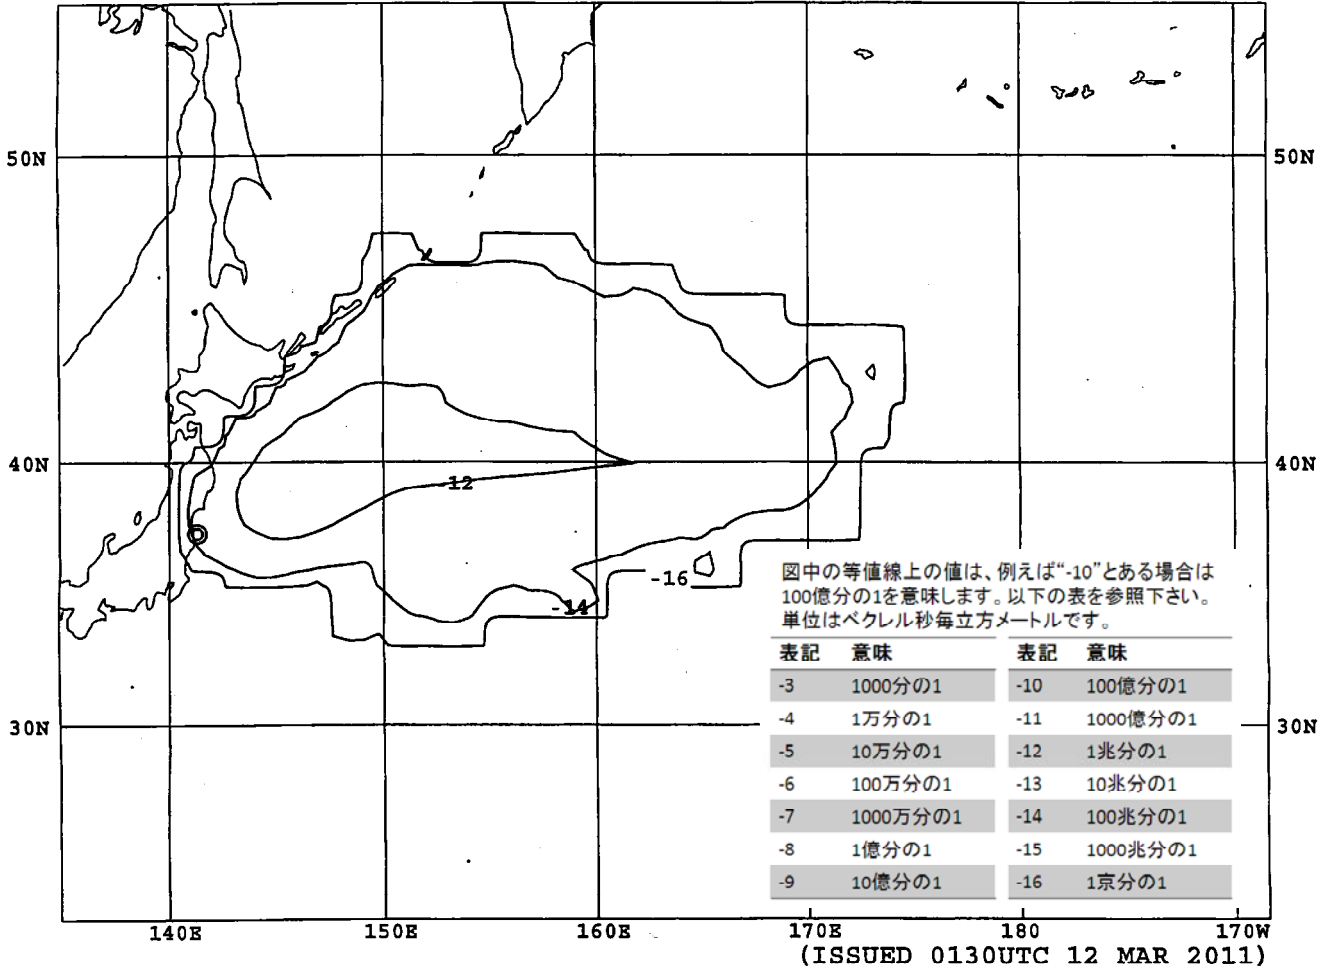 50N
50N
40N
40N
12
-16
-14
図中の等値線上の値は、例えば“-10”とある場合は
100億分の1を意味します。以下の表を参照下さい。
単位はベクレル秒毎立方メートルです。
表記 意味 表記 意味
-3 1000分の1 -10 100億分の1
-4 1万分の1 -11 1000億分の1
-5 10万分の1 -12 1兆分の1
-6 100万分の1 -13 10兆分の1
-7 1000万分の1 -14 100兆分の1
-8 1億分の1 -15 1000兆分の1
-9 10億分の1 -16 1京分の1
30N
30N
140E 150E 160E 170E 180 170W
(ISSUED 0130UTC 12 MAR 2011)